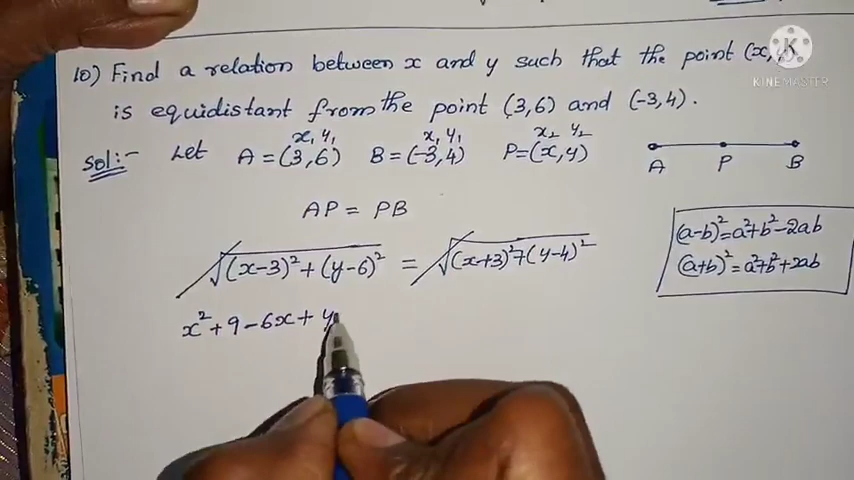 10) Find a relation between x and y such that the point (x, y)
K
KINEMASTER
is equidistant from the point (3,6) and (-3,4).
x₁ y₁ x₁ y₁ x₂ y₂
Sol:- Let A = (3,6) B = (-3,4) P = (x,y)
A P B
AP = PB
(a-b)² = a²+b²-2ab
√(x-3)²+(y-6)² = √(x+3)²+(y-4)²
(a+b)² = a²+b²+2ab
x² + 9 - 6x + y